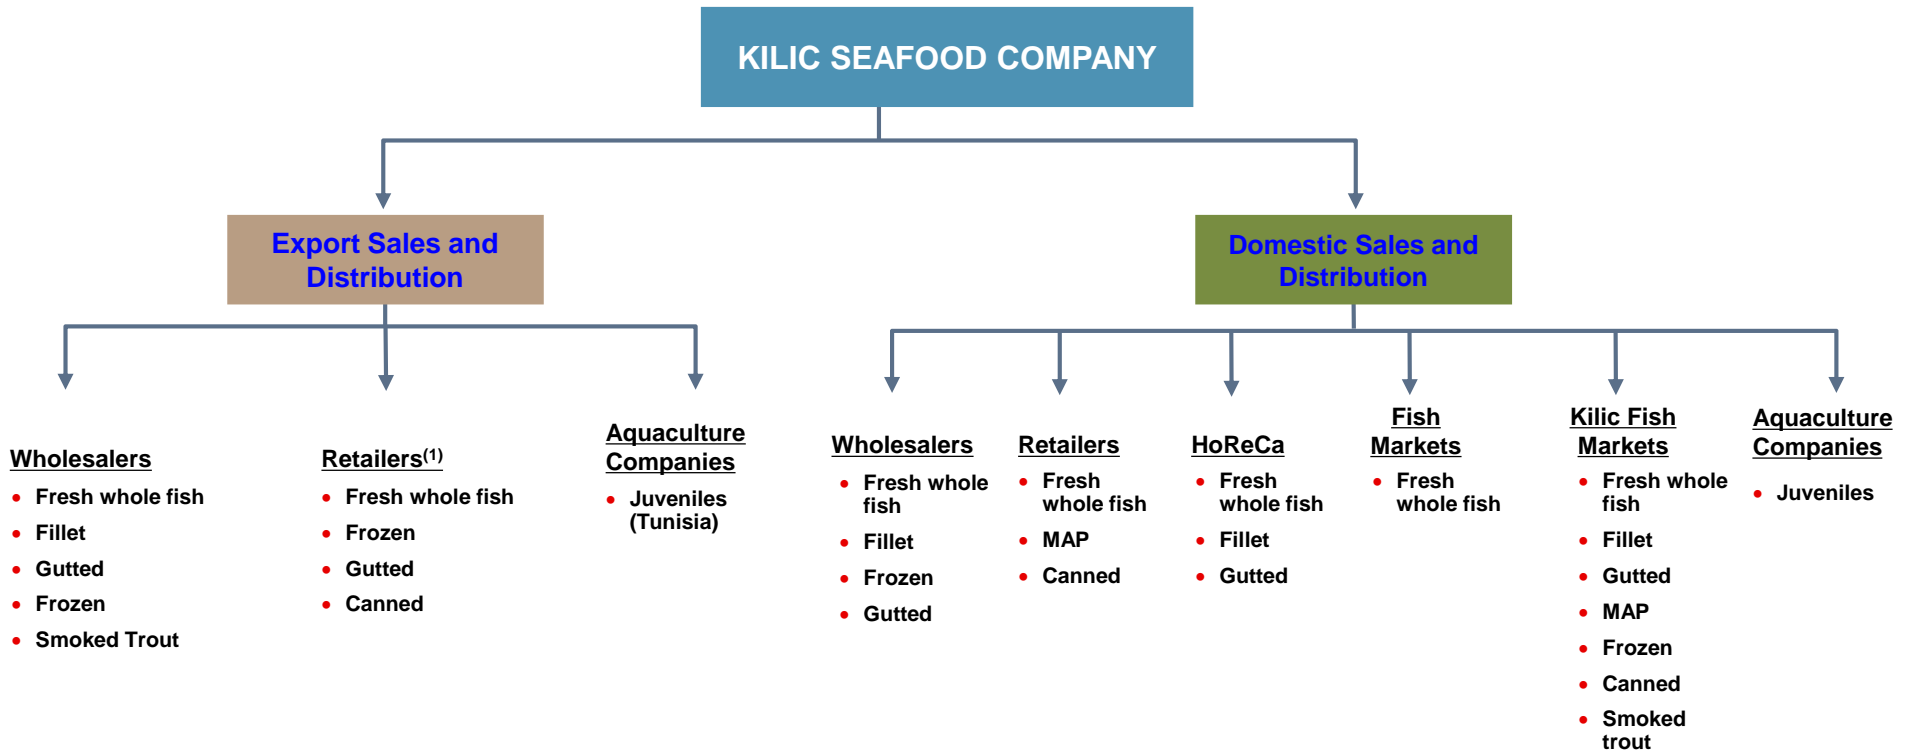 KILIC SEAFOOD COMPANY
Export Sales and
Distribution
Domestic Sales and
Distribution
Wholesalers
• Fresh whole fish
• Fillet
• Gutted
• Frozen
• Smoked Trout
Retailers(1)
• Fresh whole fish
• Frozen
• Gutted
• Canned
Aquaculture
Companies
• Juveniles
(Tunisia)
Wholesalers
• Fresh whole
fish
• Fillet
• Frozen
• Gutted
Retailers
• Fresh
whole fish
• MAP
• Canned
HoReCa
• Fresh
whole fish
• Fillet
• Gutted
Fish
Markets
• Fresh
whole fish
Kilic Fish
Markets
• Fresh whole
fish
• Fillet
• Gutted
• MAP
• Frozen
• Canned
• Smoked
trout
Aquaculture
Companies
• Juveniles